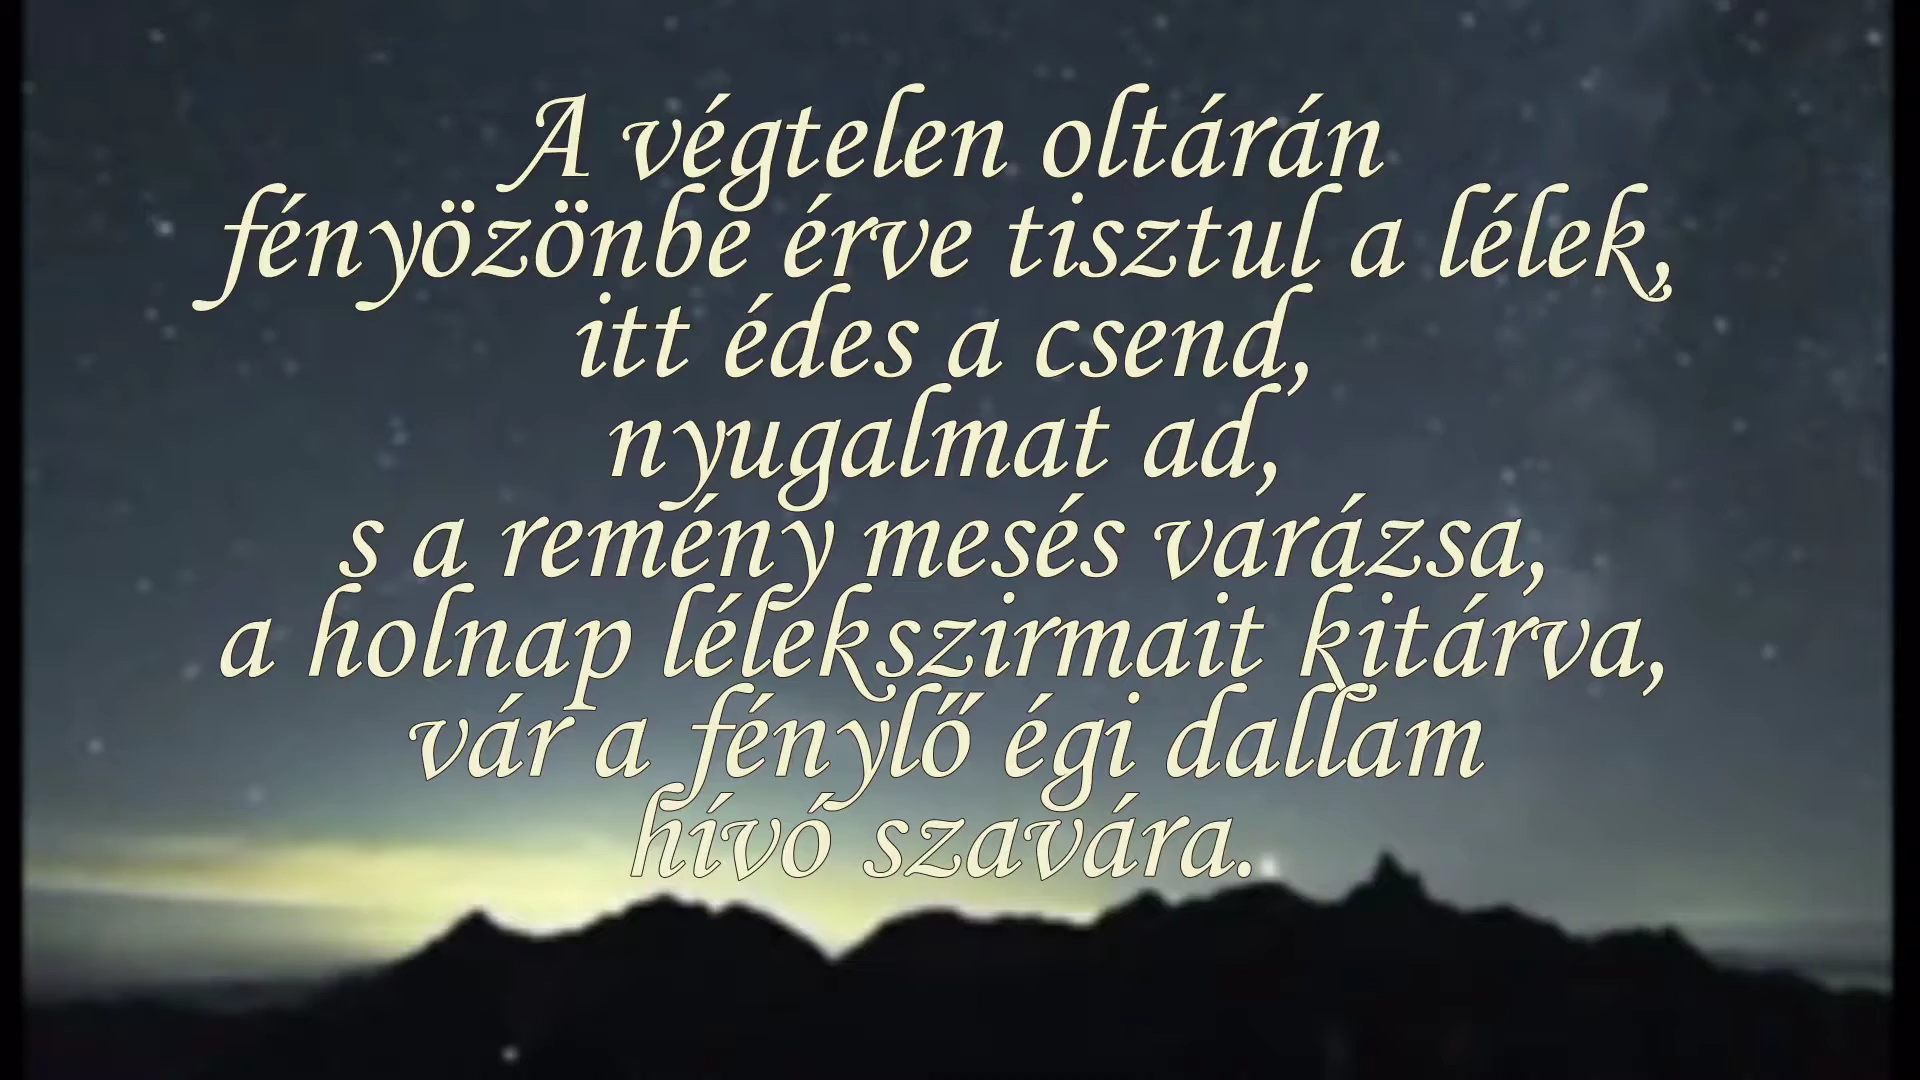 A végtelen oltárán
fényözönbe érve tisztul a lélek,
itt édes a csend,
nyugalmat ad,
s a remény mesés varázsa,
a holnap lélekszirmait kitárva,
vár a fénylő égi dallam
hívó szavára.